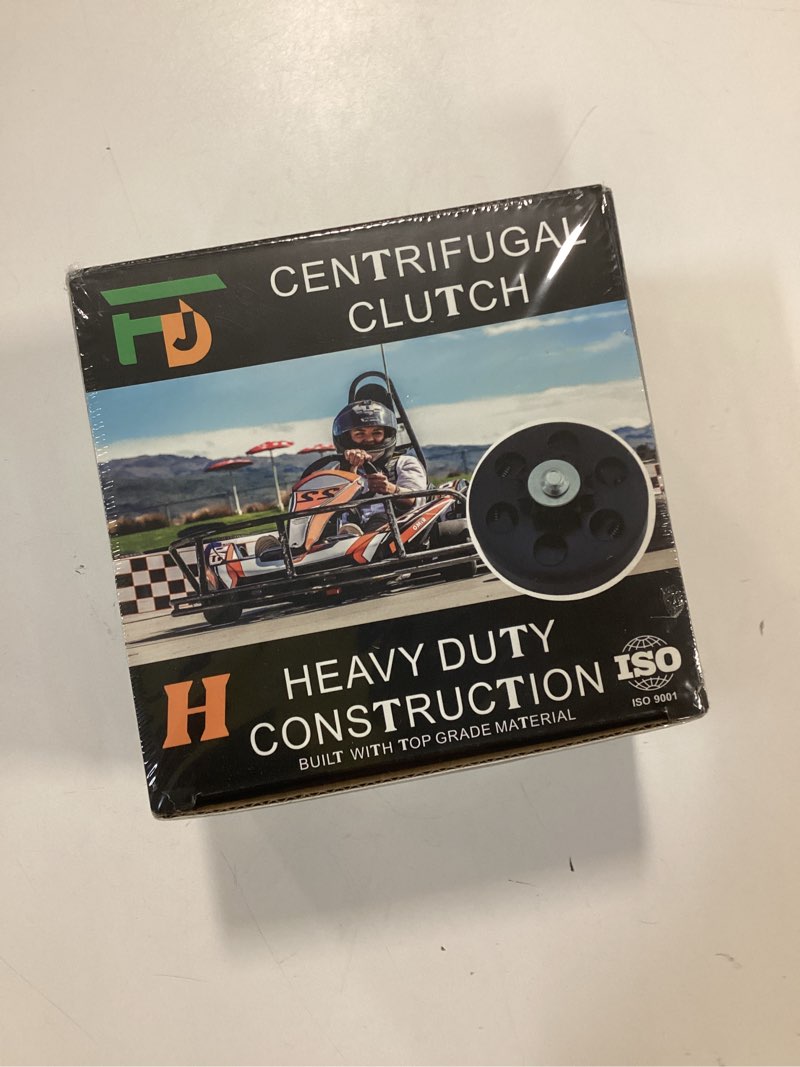 CENTRIFUGAL
CLUTCH
HEAVY DUTY
CONSTRUCTION
BUILT WITH TOP GRADE MATERIAL
H
ISO
ISO 9001